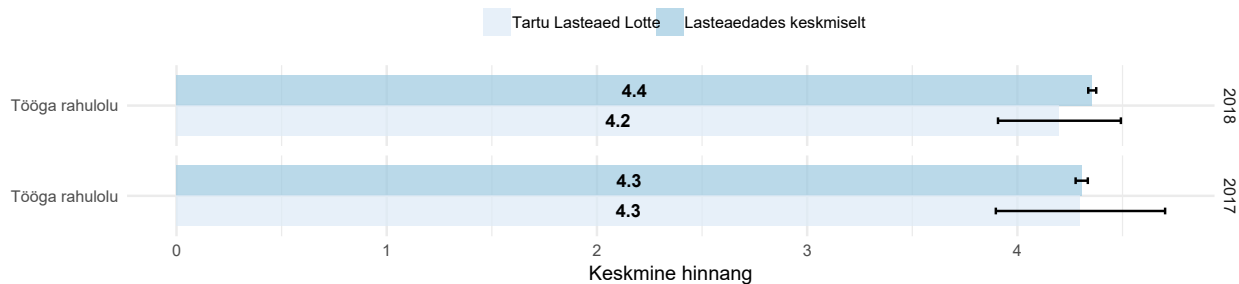 Tartu Lasteaed Lotte Lasteaedades keskmiselt
Tööga rahulolu
4.4
4.2
2018
Tööga rahulolu
4.3
4.3
2017
0 1 2 3 4
Keskmine hinnang